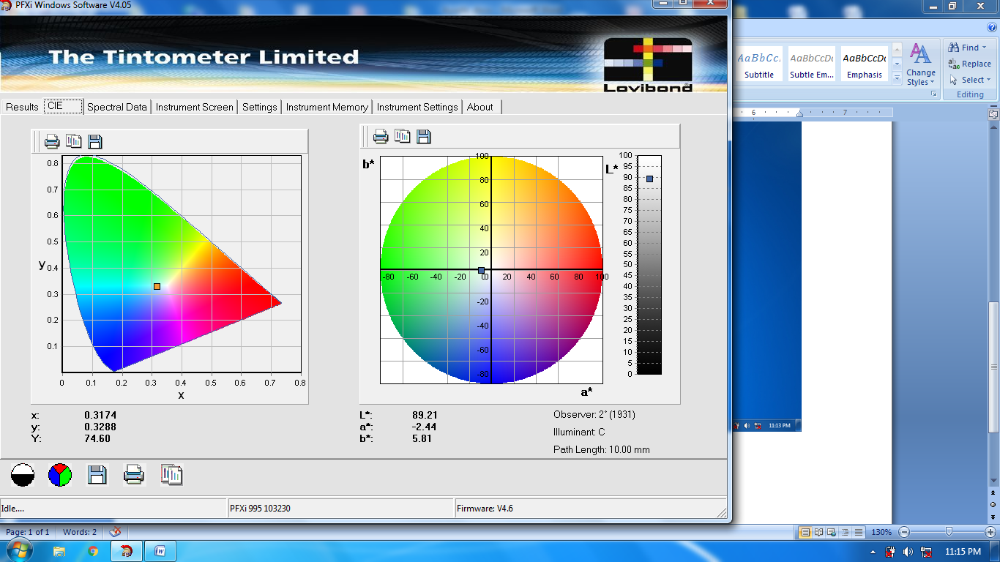 PFXi Windows Software V4.05
The Tintometer Limited
Lovibond
Results CIE Spectral Data Instrument Screen Settings Instrument Memory Instrument Settings About
y
0.8
0.7
0.6
0.5
0.4
0.3
0.2
0.1
0 0.1 0.2 0.3 0.4 0.5 0.6 0.7 0.8
x
x: 0.3174
y: 0.3288
Y: 74.60
b*
100
80
60
40
20
-80 -60 -40 -20 00 20 40 60 80 100
-20
-40
-60
-80
a*
L*
100
95
90
85
80
75
70
65
60
55
50
45
40
35
30
25
20
15
10
5
0
L*: 89.21
a*: -2.44
b*: 5.81
Observer: 2° (1931)
Illuminant: C
Path Length: 10.00 mm
Idle....
PFXi 995 103230
Firmware: V4.6
AaBbCc. AaBbCcDc AaBbCcDc
Subtitle Subtle Em... Emphasis
Change
Styles
Find
Replace
Select
Editing
6 7
11:13 PM
Page: 1 of 1 Words: 2
130%
11:15 PM